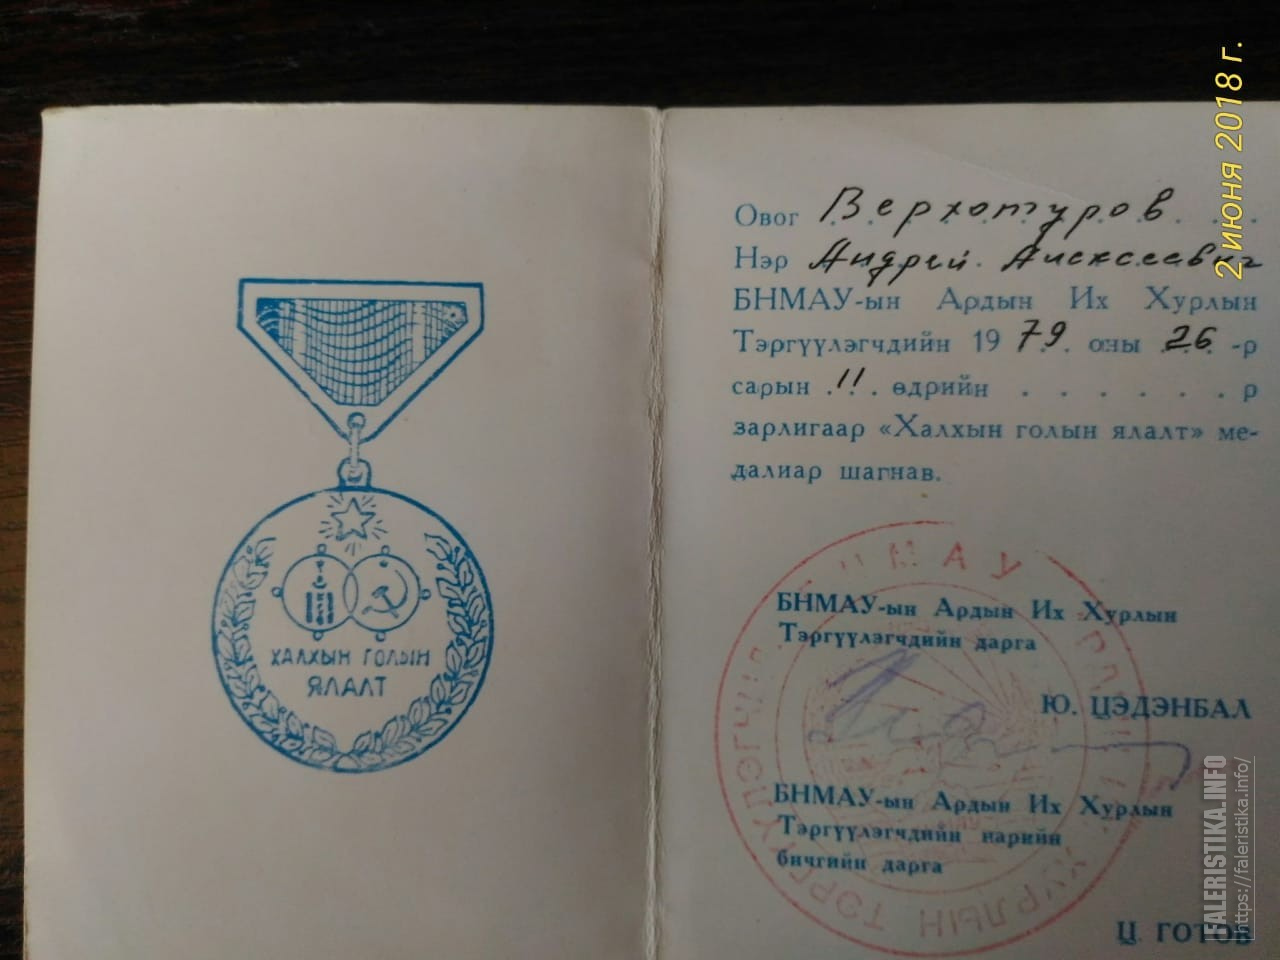 ХАЛХЫН ГОЛЫН
ЯЛАЛТ
Овог Верхотуров
Нэр Андрей Алексеевич
БНМАУ-ын Ардын Их Хурлын
Тэргүүлэгчдийн 1979 оны 26-р
сарын 11 өдрийн . . . . . . . р
зарлигаар «Халхын голын ялалт» ме-
далиар шагнав.
БНМАУ-ын Ардын Их Хурлын
Тэргүүлэгчдийн дарга
Ю. ЦЭДЭНБАЛ
БНМАУ-ын Ардын Их Хурлын
Тэргүүлэгчдийн нарийн
бичгийн дарга
Ц. ГОТОВ
ХУРЛЫН ТЭРГҮҮЛЭГЧИД
2 июня 2018 г.
FALERISTIKA.INFO
https://faleristika.info/